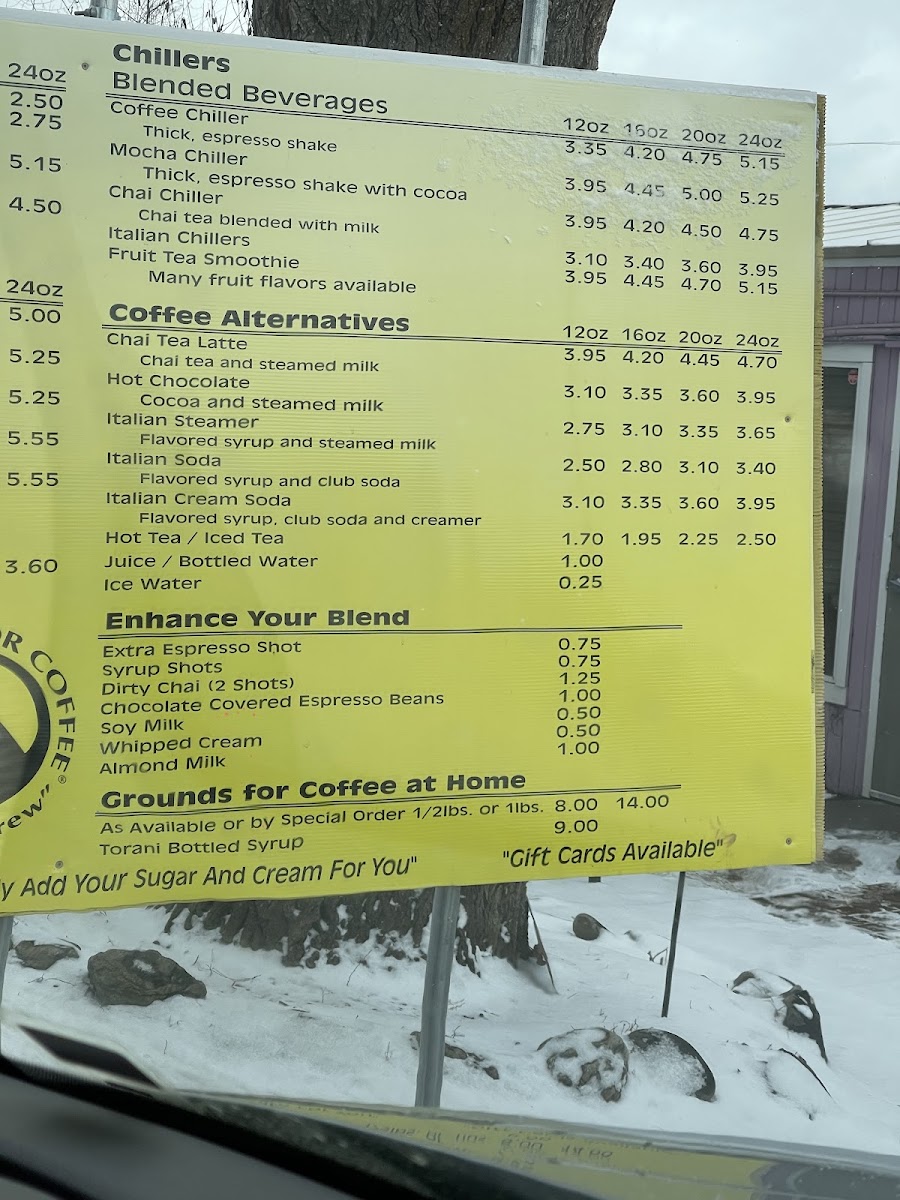 24oz
2.50
2.75
5.15
4.50
24oz
5.00
5.25
5.25
5.55
5.55
3.60
OR COFFEE®
rew"
Chillers
Blended Beverages 12oz 16oz 20oz 24oz
Coffee Chiller 3.35 4.20 4.75 5.15
Thick, espresso shake
Mocha Chiller 3.95 4.45 5.00 5.25
Thick, espresso shake with cocoa
Chai Chiller 3.95 4.20 4.50 4.75
Chai tea blended with milk
Italian Chillers 3.10 3.40 3.60 3.95
Fruit Tea Smoothie 3.95 4.45 4.70 5.15
Many fruit flavors available
Coffee Alternatives 12oz 16oz 20oz 24oz
Chai Tea Latte 3.95 4.20 4.45 4.70
Chai tea and steamed milk
Hot Chocolate 3.10 3.35 3.60 3.95
Cocoa and steamed milk
Italian Steamer 2.75 3.10 3.35 3.65
Flavored syrup and steamed milk
Italian Soda 2.50 2.80 3.10 3.40
Flavored syrup and club soda
Italian Cream Soda 3.10 3.35 3.60 3.95
Flavored syrup, club soda and creamer
Hot Tea / Iced Tea 1.70 1.95 2.25 2.50
Juice / Bottled Water 1.00
Ice Water 0.25
Enhance Your Blend
Extra Espresso Shot 0.75
Syrup Shots 0.75
Dirty Chai (2 Shots) 1.25
Chocolate Covered Espresso Beans 1.00
Soy Milk 0.50
Whipped Cream 0.50
Almond Milk 1.00
Grounds for Coffee at Home
As Available or by Special Order 1/2lbs. or 1lbs. 8.00 14.00
Torani Bottled Syrup 9.00
y Add Your Sugar And Cream For You" "Gift Cards Available"